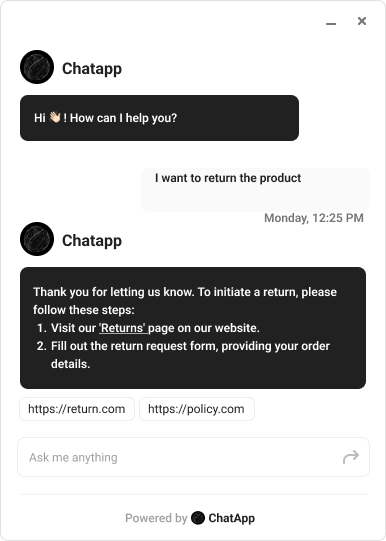 Chatapp
Hi 👋🏻 ! How can I help you?
I want to return the product
Monday, 12:25 PM
Chatapp
Thank you for letting us know. To initiate a return, please
follow these steps:
1. Visit our 'Returns' page on our website.
2. Fill out the return request form, providing your order
details.
https://return.com https://policy.com
Ask me anything
Powered by ChatApp